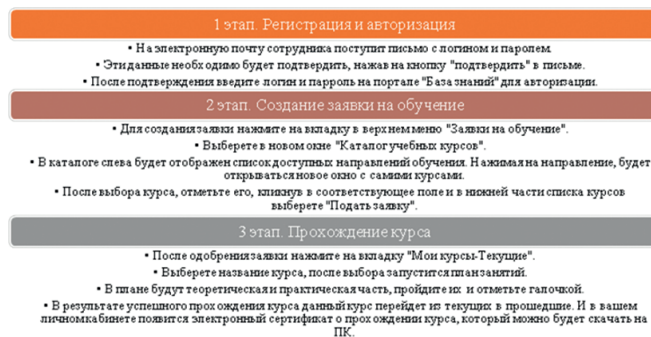 1 этап. Регистрация и авторизация
• На электронную почту сотрудника поступит письмо с логином и паролем.
• Эти данные необходимо будет подтвердить, нажав на кнопку "подтвердить" в письме.
• После подтверждения введите логин и парроль на портале "База знаний" для авторизации.
2 этап. Создание заявки на обучение
• Для создания заявки нажмите на вкладку в верхнем меню "Заявки на обучение".
• Выберете в новом окне "Каталог учебных курсов".
• В каталоге слева будет отображен список доступных направлений обучения. Нажимая на направление, будет
открываться новое окно с самими курсами.
• После выбора курса, отметьте его, кликнув в соответствующее поле и в нижней части списка курсов
выберете "Подать заявку".
3 этап. Прохождение курса
• После одобрения заявки нажмите на вкладку "Мои курсы-Текущие".
• Выберете название курса, после выбора запустится план занятий.
• В плане будут теоретическая и практическая часть, пройдите их и отметьте галочкой.
• В результате успешного прохождения курса данный курс перейдет из текущих в прошедшие. И в вашем
личном кабинете появится электронный сертификат о прохождении курса, который можно будет скачать на
ПК.